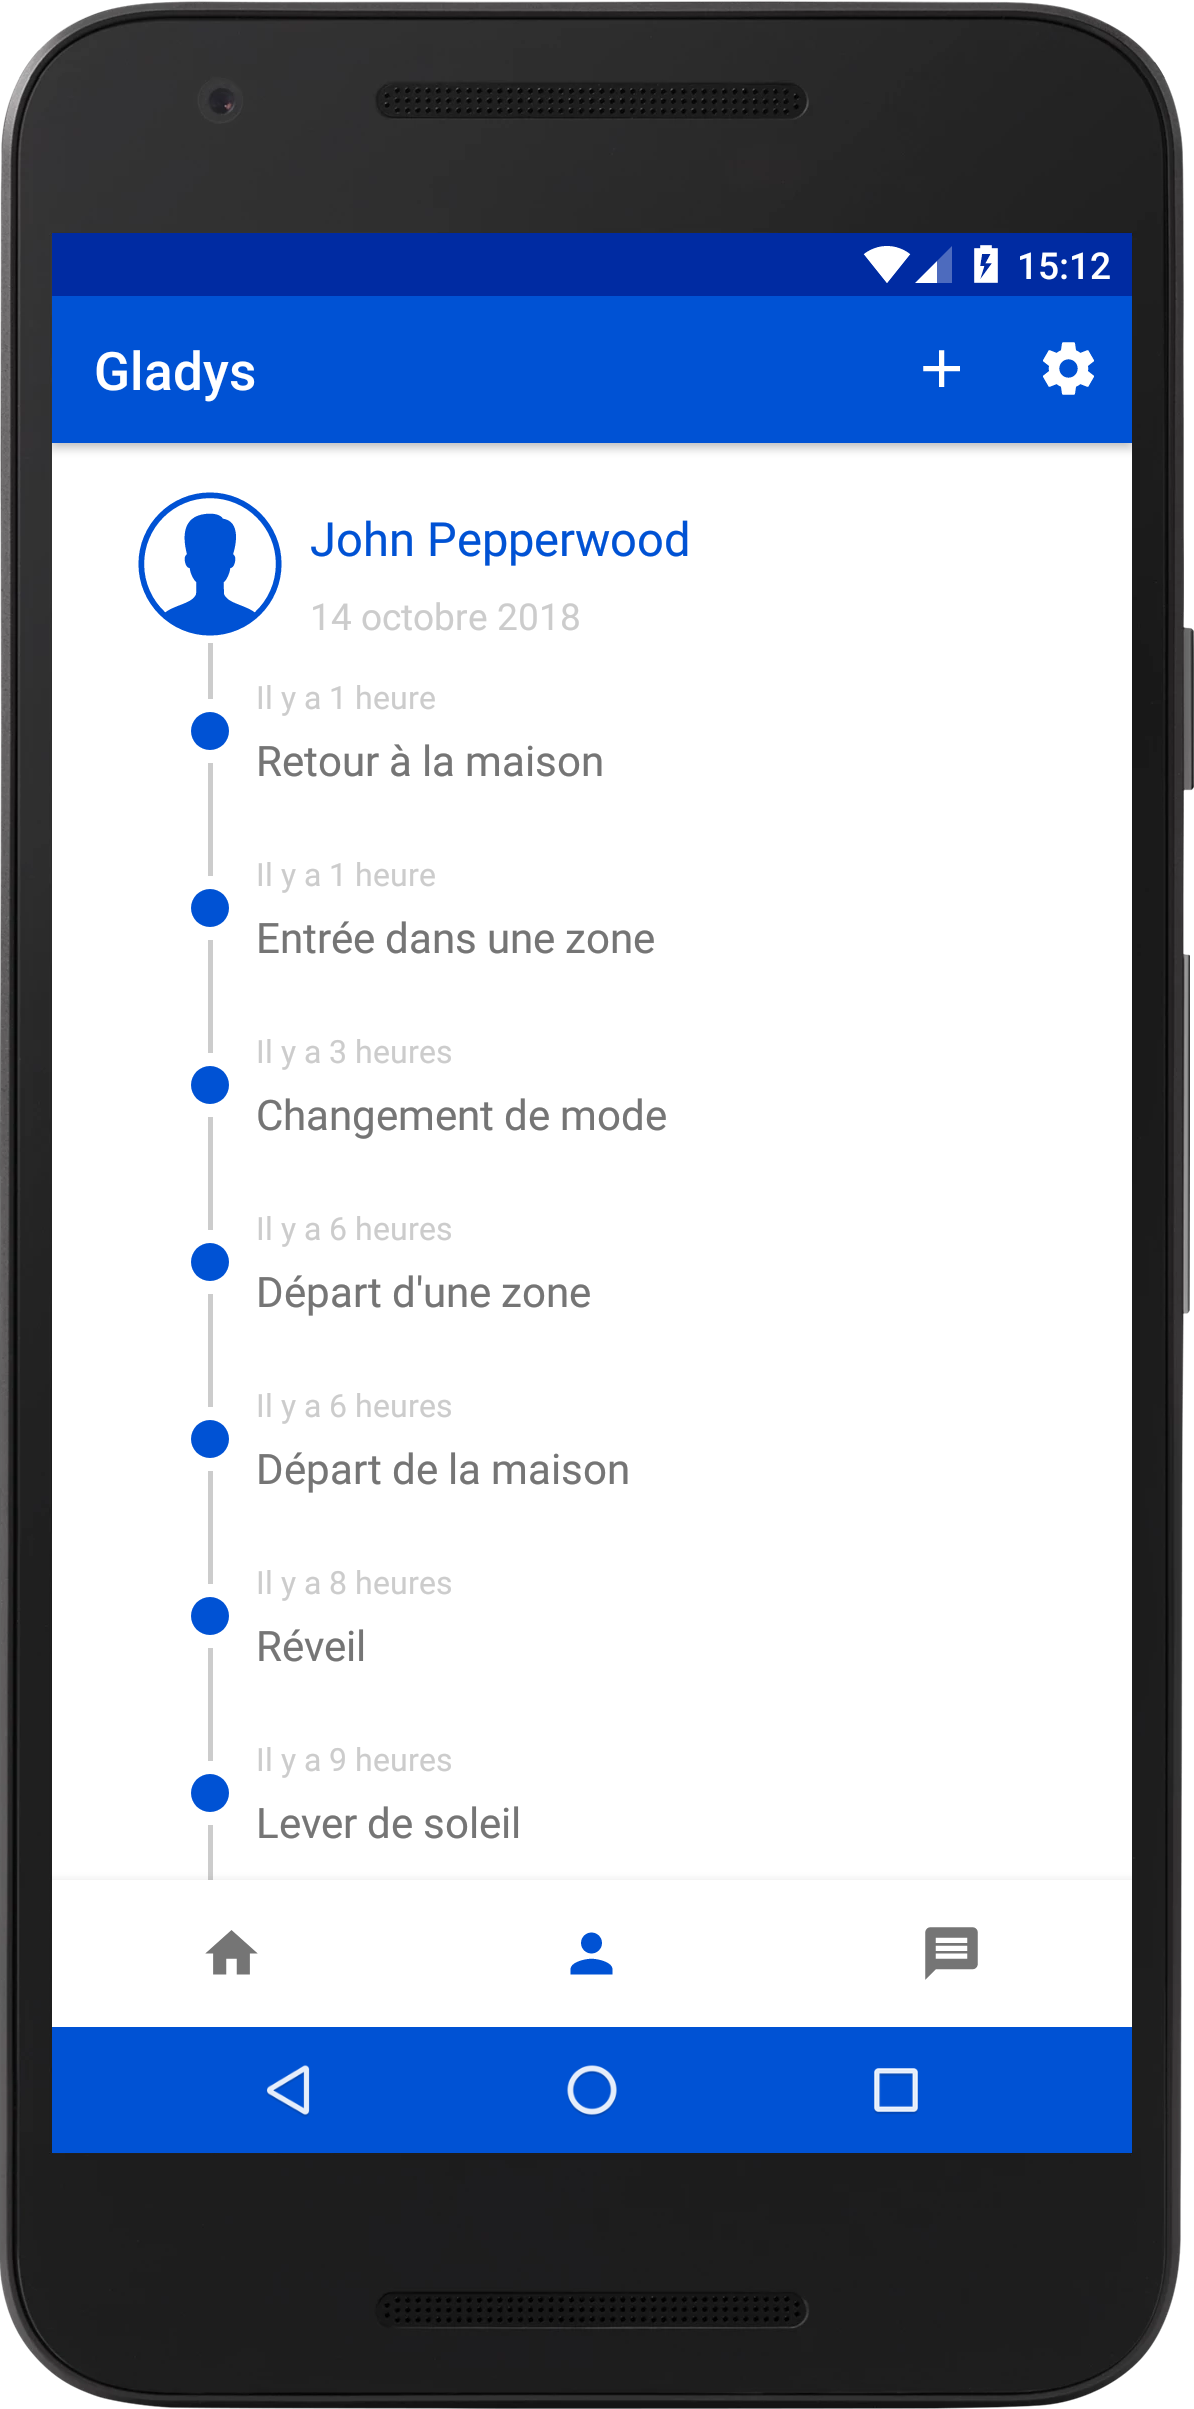 15:12
Gladys
John Pepperwood
14 octobre 2018
Il y a 1 heure
Retour à la maison
Il y a 1 heure
Entrée dans une zone
Il y a 3 heures
Changement de mode
Il y a 6 heures
Départ d'une zone
Il y a 6 heures
Départ de la maison
Il y a 8 heures
Réveil
Il y a 9 heures
Lever de soleil